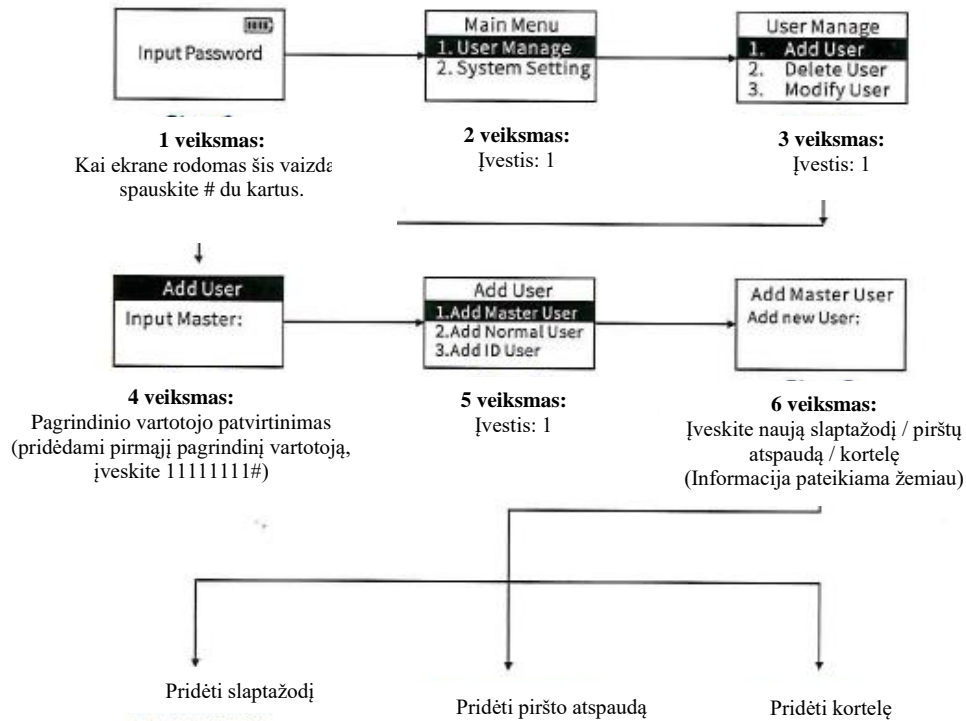 Input Password
Main Menu
1. User Manage
2. System Setting
User Manage
1. Add User
2. Delete User
3. Modify User
1 veiksmas:
Kai ekrane rodomas šis vaizda
spauskite # du kartus.
2 veiksmas:
Įvestis: 1
3 veiksmas:
Įvestis: 1
Add User
Input Master:
Add User
1.Add Master User
2.Add Normal User
3.Add ID User
Add Master User
Add new User:
4 veiksmas:
Pagrindinio vartotojo patvirtinimas
(pridėdami pirmąjį pagrindinį vartotoją,
įveskite 11111111#)
5 veiksmas:
Įvestis: 1
6 veiksmas:
Įveskite naują slaptažodį / pirštų
atspaudą / kortelę
(Informacija pateikiama žemiau)
Pridėti slaptažodį
Pridėti piršto atspaudą
Pridėti kortelę